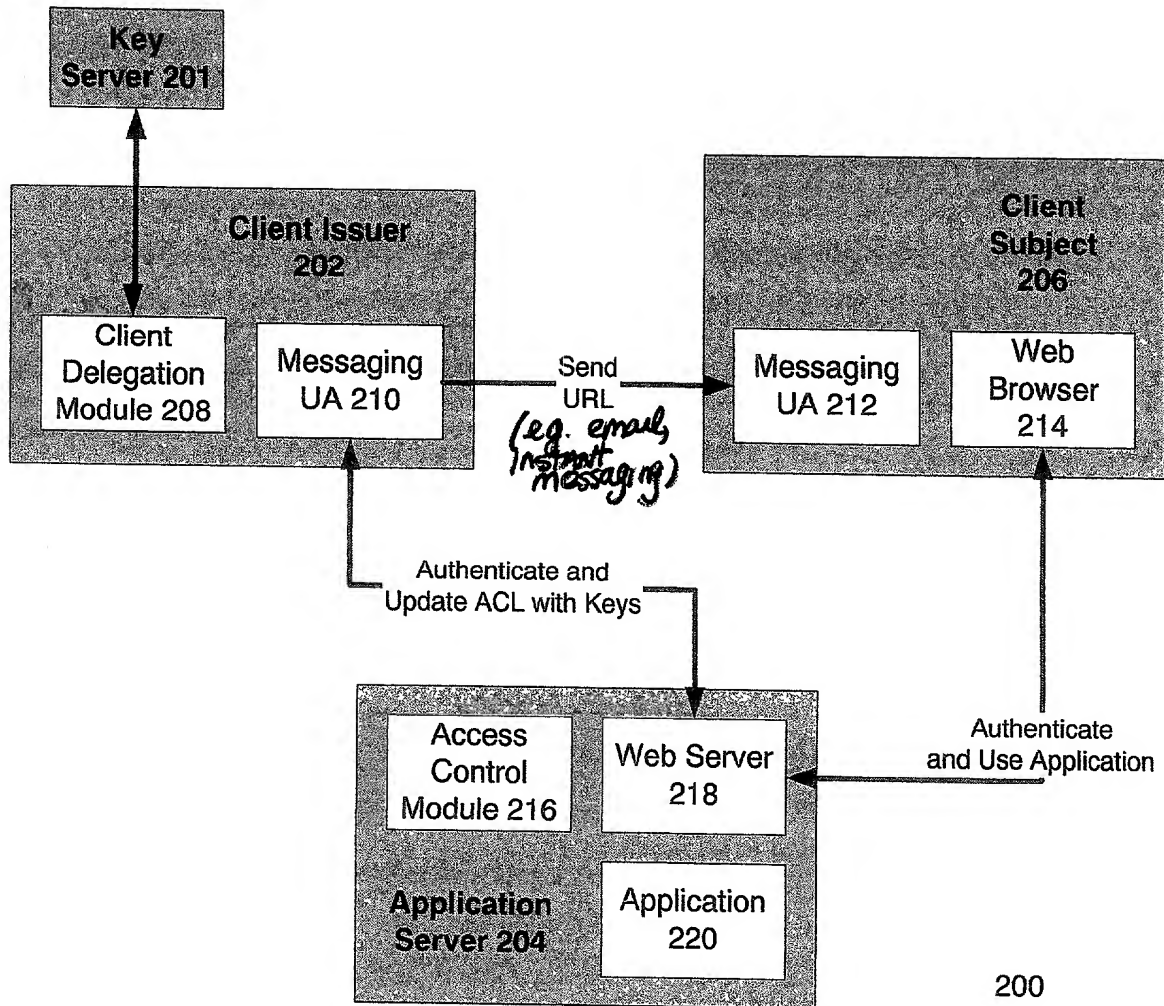 Key
Server 201
Client Issuer
202
Client
Delegation
Module 208
Messaging
UA 210
Send
URL
(e.g. email,
instant
messaging)
Client
Subject
206
Messaging
UA 212
Web
Browser
214
Authenticate and
Update ACL with Keys
Access
Control
Module 216
Web Server
218
Authenticate
and Use Application
Application
Server 204
Application
220
200